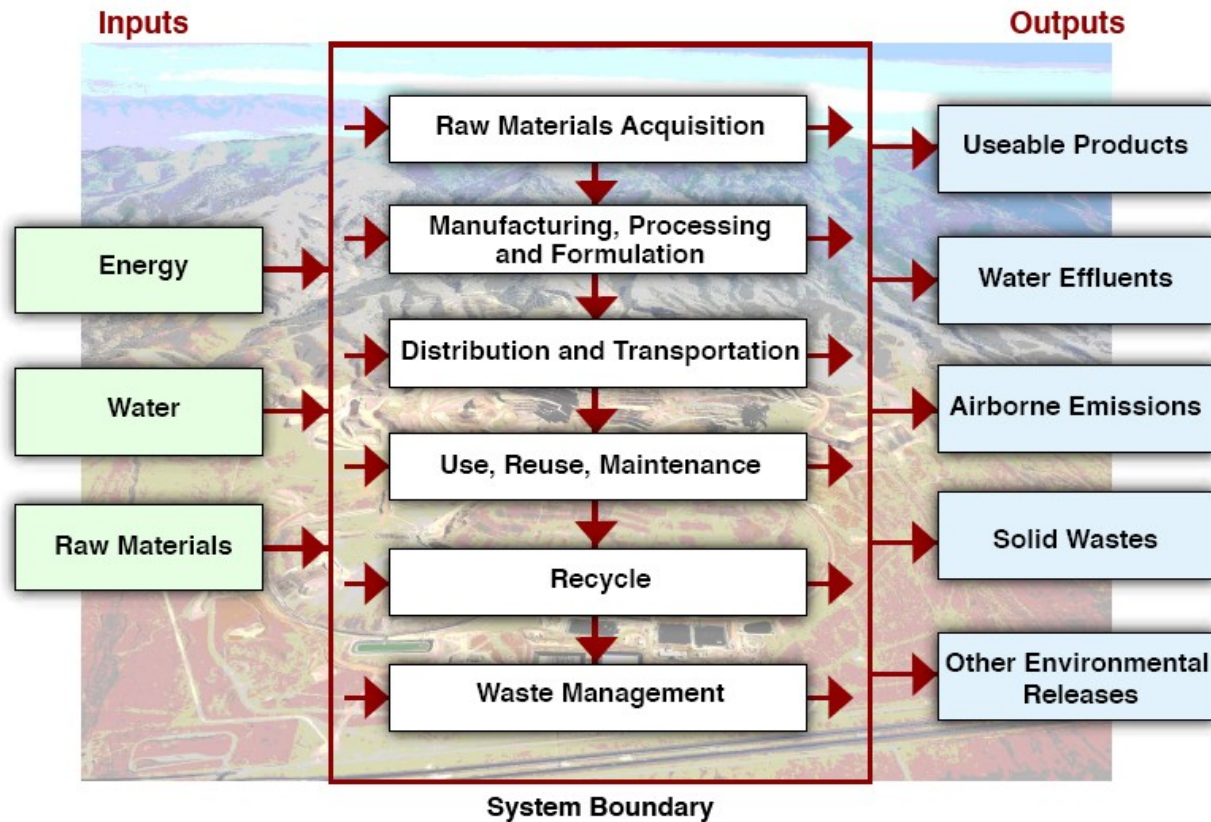 Inputs
Outputs
Raw Materials Acquisition
Useable Products
Manufacturing, Processing
and Formulation
Energy
Water Effluents
Distribution and Transportation
Water
Airborne Emissions
Use, Reuse, Maintenance
Raw Materials
Solid Wastes
Recycle
Other Environmental
Releases
Waste Management
System Boundary